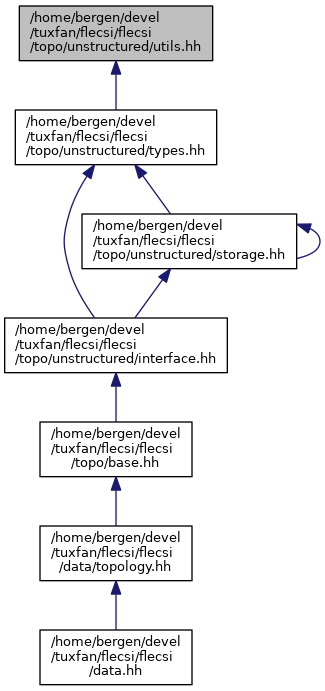 /home/bergen/devel
/tuxfan/flecsi/flecsi
/topo/unstructured/utils.hh
/home/bergen/devel
/tuxfan/flecsi/flecsi
/topo/unstructured/types.hh
/home/bergen/devel
/tuxfan/flecsi/flecsi
/topo/unstructured/storage.hh
/home/bergen/devel
/tuxfan/flecsi/flecsi
/topo/unstructured/interface.hh
/home/bergen/devel
/tuxfan/flecsi/flecsi
/topo/base.hh
/home/bergen/devel
/tuxfan/flecsi/flecsi
/data/topology.hh
/home/bergen/devel
/tuxfan/flecsi/flecsi
/data.hh